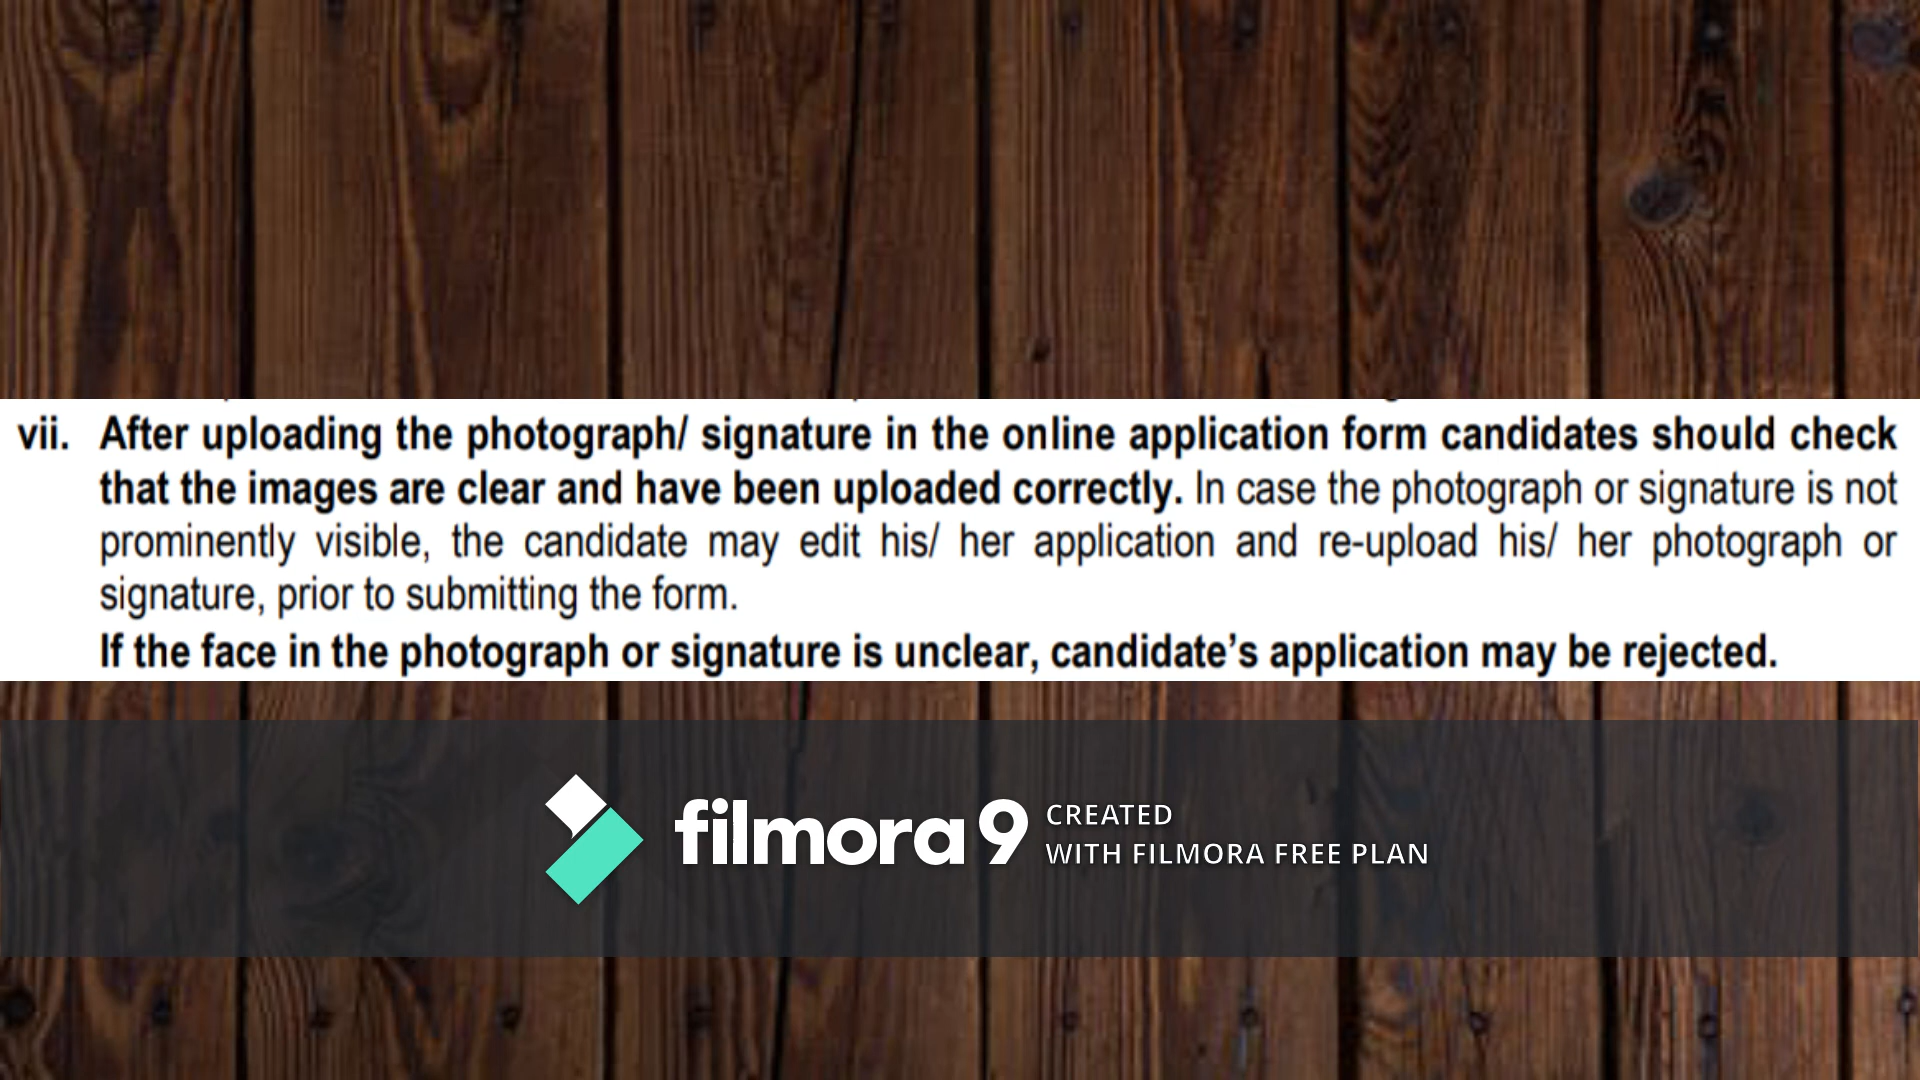 vii. After uploading the photograph/ signature in the online application form candidates should check
that the images are clear and have been uploaded correctly. In case the photograph or signature is not
prominently visible, the candidate may edit his/ her application and re-upload his/ her photograph or
signature, prior to submitting the form.
If the face in the photograph or signature is unclear, candidate’s application may be rejected.
filmora 9 CREATED
WITH FILMORA FREE PLAN